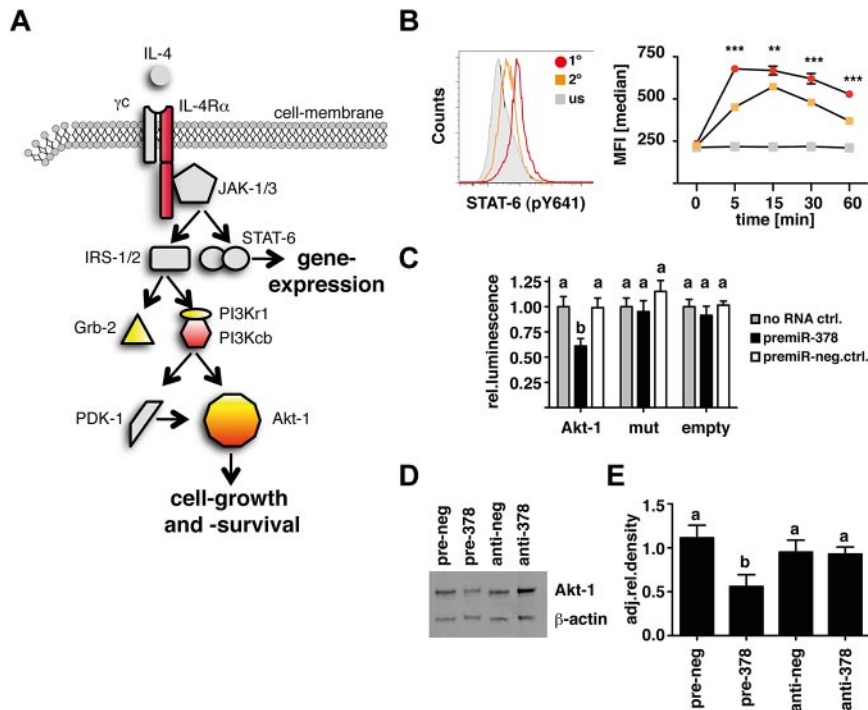 A
IL-4
γc
IL-4Rα
cell-membrane
JAK-1/3
IRS-1/2
STAT-6
gene-
expression
Grb-2
PI3Kr1
PI3Kcb
PDK-1
Akt-1
cell-growth
and -survival
B
Counts
1°
2°
us
STAT-6 (pY641)
MFI [median]
750
500
250
***
**
***
***
0
5
15
30
60
time [min]
C
rel.luminescence
1.25
1.00
0.75
0.50
0.25
a
b
a
a
a
a
a
a
a
Akt-1
mut
empty
no RNA ctrl.
premiR-378
premiR-neg.ctrl.
D
pre-neg
pre-378
anti-neg
anti-378
Akt-1
β-actin
E
adj.rel.density
1.5
1.0
0.5
0.0
a
b
a
a
pre-neg
pre-378
anti-neg
anti-378